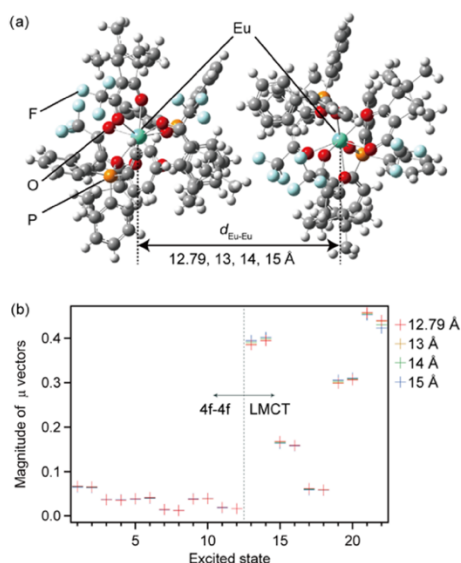 (a)
Eu
F
O
P
d_Eu-Eu
12.79, 13, 14, 15 Å
(b)
Magnitude of μ vectors
0.4
0.3
0.2
0.1
0.0
4f-4f
LMCT
12.79 Å
13 Å
14 Å
15 Å
5
10
15
20
Excited state